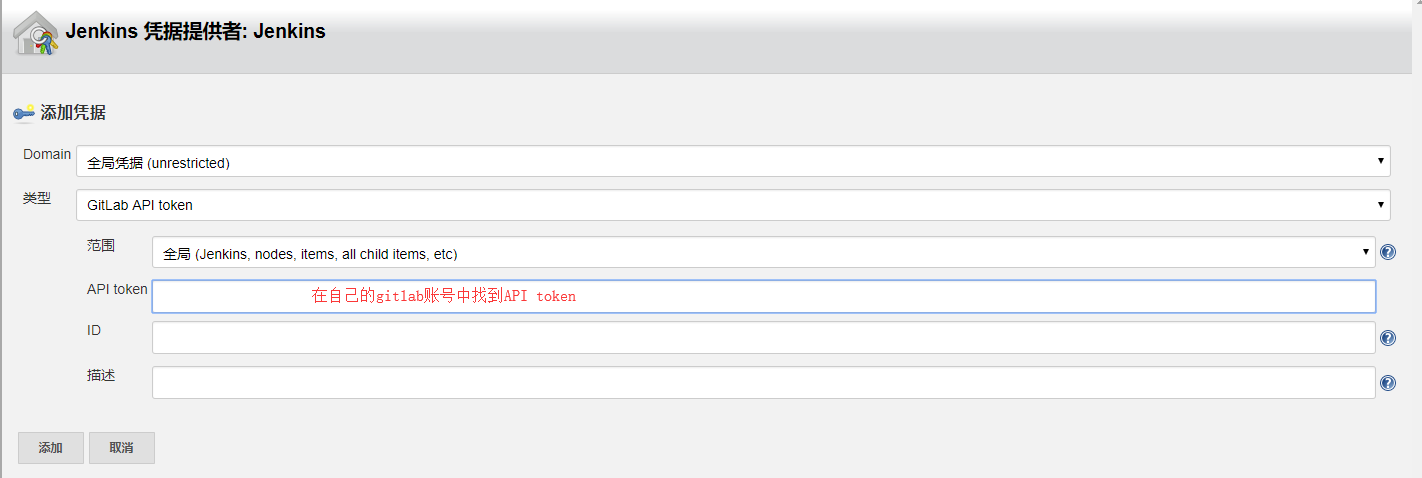 Jenkins 凭据提供者: Jenkins
添加凭据
Domain
全局凭据 (unrestricted)
类型
GitLab API token
范围
全局 (Jenkins, nodes, items, all child items, etc)
API token
在自己的gitlab账号中找到API token
ID
描述
添加
取消